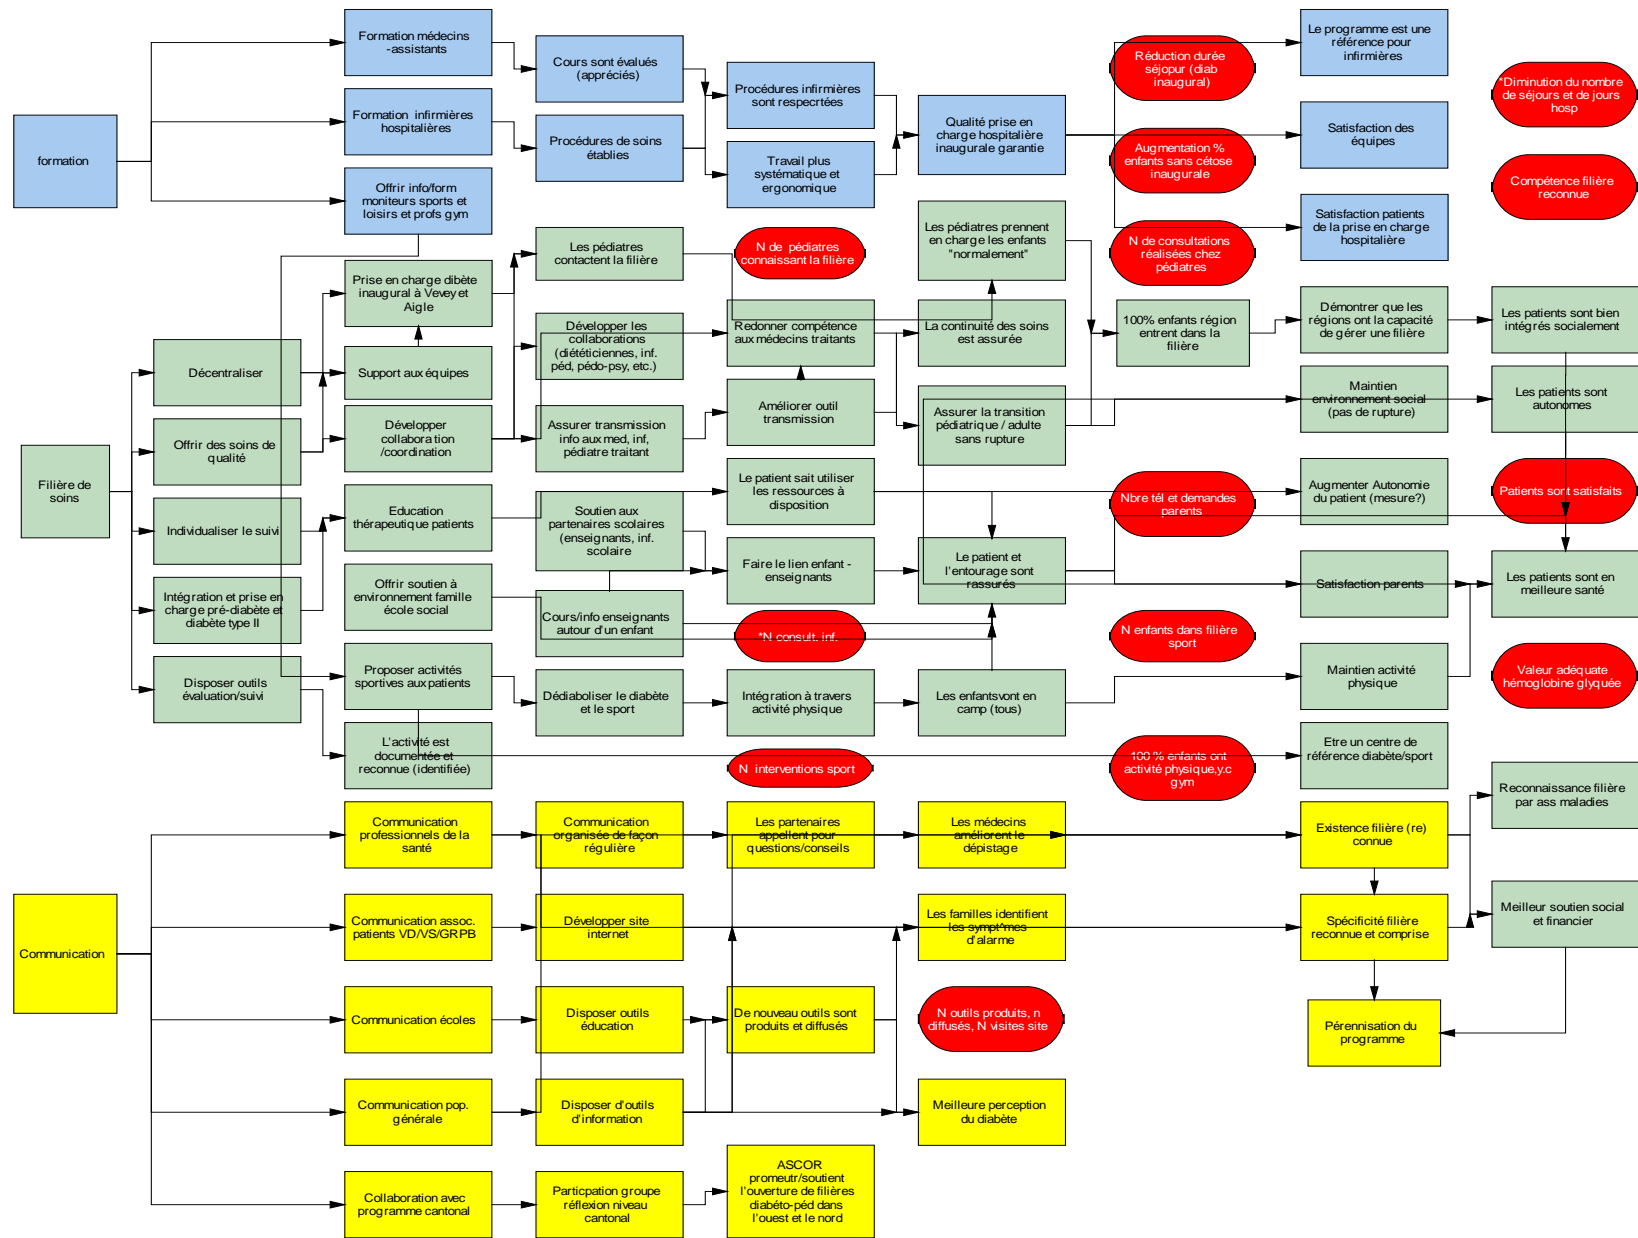 Formation médecins
-assistants
Le programme est une
référence pour
infirmières
Réduction durée
séjopur (diab
inaugural)
Cours sont évalués
(appréciés)
Procédures infirmières
sont respecrtées
*Diminution du nombre
de séjours et de jours
hosp
formation
Formation infirmières
hospitalières
Procédures de soins
établies
Qualité prise en
charge hospitalière
inaugurale garantie
Satisfaction des
équipes
Augmentation %
enfants sans cétose
inaugurale
Travail plus
systématique et
ergonomique
Compétence filière
reconnue
Offrir info/form
moniteurs sports et
loisirs et profs gym
Les pédiatres prennent
en charge les enfants
"normalement"
Satisfaction patients
de la prise en charge
hospitalière
Les pédiatres
contactent la filière
N de pédiatres
connaissant la filière
N de consultations
réalisées chez
pédiatres
Prise en charge dibète
inaugural à Vevey et
Aigle
Développer les
collaborations
(diététiciennes, inf.
péd, pédo-psy, etc.)
Redonner compétence
aux médecins traitants
La continuité des soins
est assurée
100% enfants région
entrent dans la
filière
Démontrer que les
régions ont la capacité
de gérer une filière
Les patients sont bien
intégrés socialement
Décentraliser
Support aux équipes
Améliorer outil
transmission
Maintien
environnement social
(pas de rupture)
Les patients sont
autonomes
Offrir des soins de
qualité
Développer
collaboration
/coordination
Assurer transmission
info aux med, inf,
pédiatre traitant
Assurer la transition
pédiatrique / adulte
sans rupture
Filière de
soins
Le patient sait utiliser
les ressources à
disposition
Nbre tél et demandes
parents
Augmenter Autonomie
du patient (mesure?)
Patients sont satisfaits
Individualiser le suivi
Education
thérapeutique patients
Soutien aux
partenaires scolaires
(enseignants, inf.
scolaire
Faire le lien enfant -
enseignants
Le patient et
l'entourage sont
rassurés
Satisfaction parents
Les patients sont en
meilleure santé
Intégration et prise en
charge pré-diabète et
diabète type II
Offrir soutien à
environnement famille
école social
Cours/info enseignants
autour d'un enfant
*N consult. inf.
N enfants dans filière
sport
Disposer outils
évaluation/suivi
Proposer activités
sportives aux patients
Dédiaboliser le diabète
et le sport
Intégration à travers
activité physique
Les enfantsvont en
camp (tous)
Maintien activité
physique
Valeur adéquate
hémoglobine glyquée
L'activité est
documentée et
reconnue (identifiée)
N interventions sport
100 % enfants ont
activité physique,y.c
gym
Etre un centre de
référence diabète/sport
Reconnaissance filière
par ass maladies
Communication
professionnels de la
santé
Communication
organisée de façon
régulière
Les partenaires
appellent pour
questions/conseils
Les médecins
améliorent le
dépistage
Existence filière (re)
connue
Communication
Communication assoc.
patients VD/VS/GRPB
Développer site
internet
Les familles identifient
les sympt^mes
d'alarme
Spécificité filière
reconnue et comprise
Meilleur soutien social
et financier
Communication écoles
Disposer outils
éducation
De nouveau outils sont
produits et diffusés
N outils produits, n
diffusés, N visites site
Pérennisation du
programme
Communication pop.
générale
Disposer d'outils
d'information
Meilleure perception
du diabète
Collaboration avec
programme cantonal
Particpation groupe
réflexion niveau
cantonal
ASCOR
promeutr/soutient
l'ouverture de filières
diabéto-péd dans
l'ouest et le nord